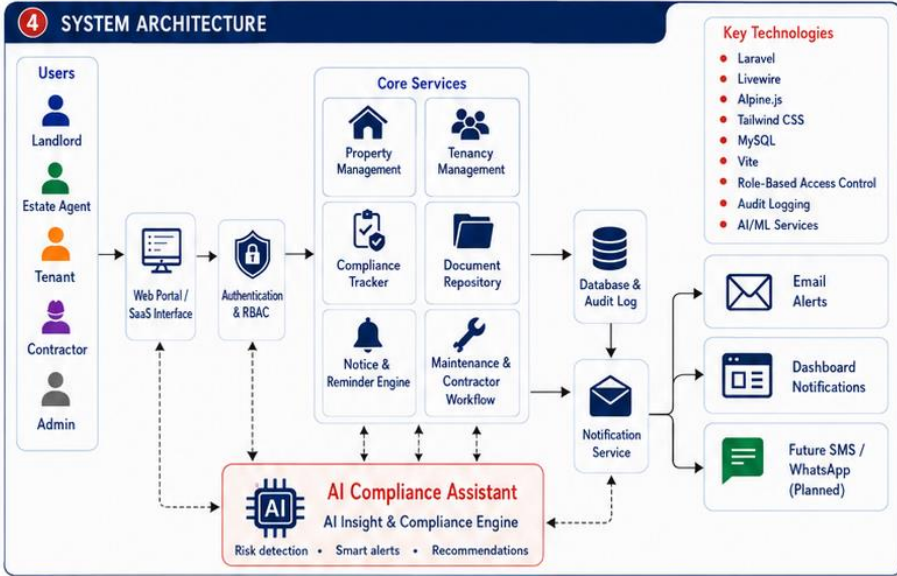 4 SYSTEM ARCHITECTURE
Users
Landlord
Estate Agent
Tenant
Contractor
Admin
Web Portal /
SaaS Interface
Authentication
& RBAC
Core Services
Property
Management
Tenancy
Management
Compliance
Tracker
Document
Repository
Notice &
Reminder Engine
Maintenance &
Contractor
Workflow
Database &
Audit Log
Notification
Service
Key Technologies
• Laravel
• Livewire
• Alpine.js
• Tailwind CSS
• MySQL
• Vite
• Role-Based Access Control
• Audit Logging
• AI/ML Services
Email
Alerts
Dashboard
Notifications
Future SMS /
WhatsApp
(Planned)
AI
AI Compliance Assistant
AI Insight & Compliance Engine
Risk detection • Smart alerts • Recommendations